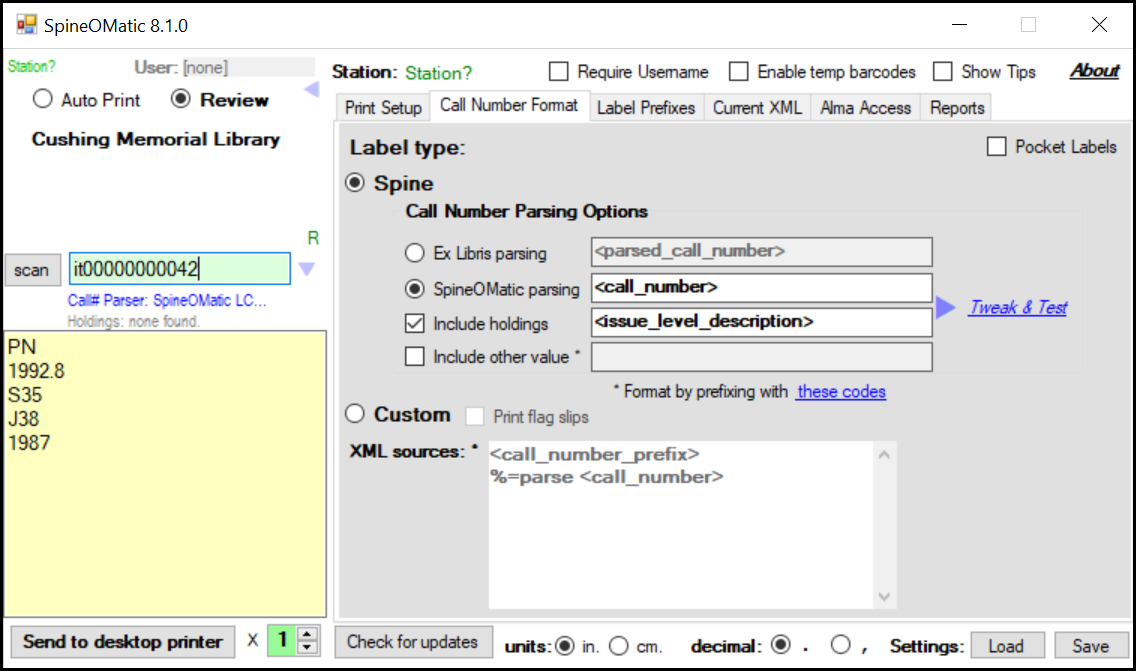 SpineOMatic 8.1.0
Station?
User: [none]
Auto Print
Review
Cushing Memorial Library
R
scan
it00000000042
Call# Parser: SpineOMatic LC...
Holdings: none found.
PN
1992.8
S35
J38
1987
Send to desktop printer
X
1
Station: Station?
Require Username
Enable temp barcodes
Show Tips
About
Print Setup
Call Number Format
Label Prefixes
Current XML
Alma Access
Reports
Label type:
Pocket Labels
Spine
Call Number Parsing Options
Ex Libris parsing
<parsed_call_number>
SpineOMatic parsing
<call_number>
Include holdings
<issue_level_description>
Tweak & Test
Include other value *
* Format by prefixing with these codes
Custom
Print flag slips
XML sources: *
<call_number_prefix>
%=parse <call_number>
Check for updates
units:
in.
cm.
decimal:
.
,
Settings:
Load
Save